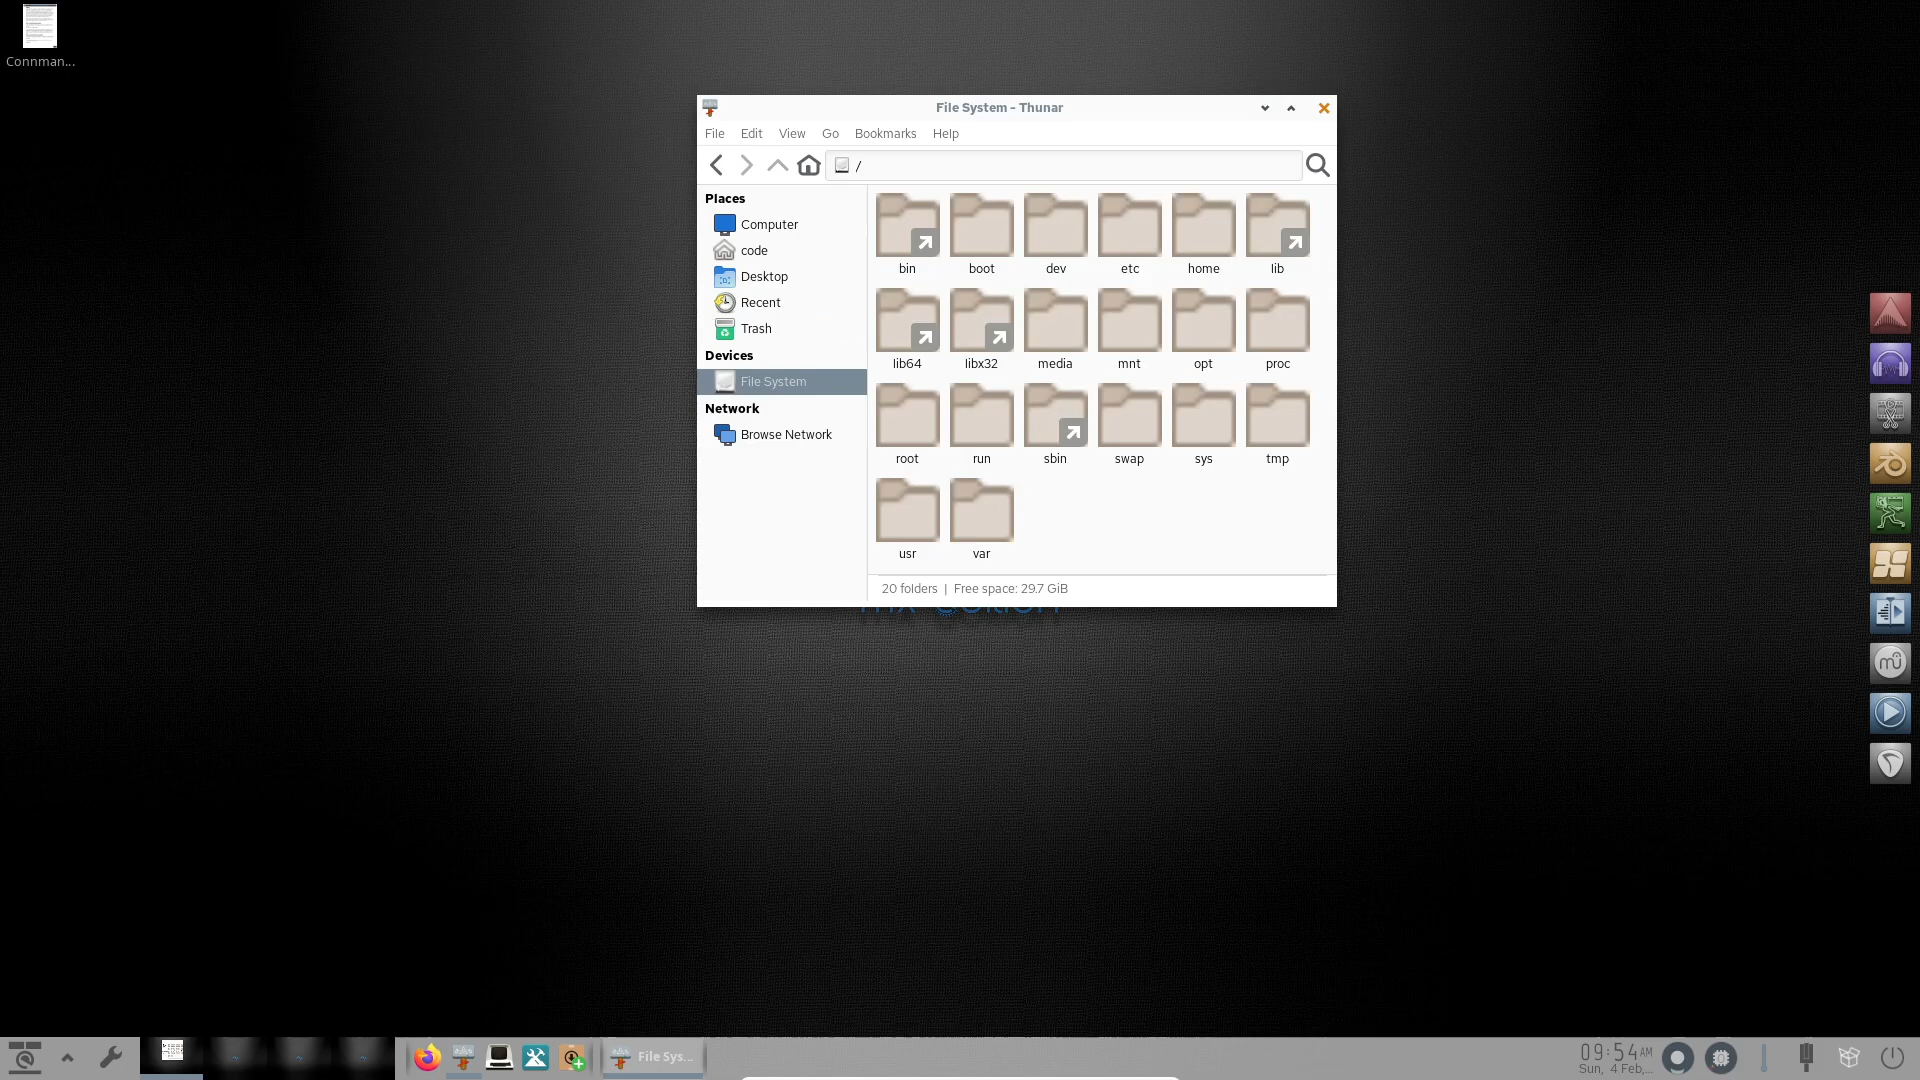 Connman...
File System - Thunar
File Edit View Go Bookmarks Help
/
Places
Computer
code
Desktop
Recent
Trash
Devices
File System
Network
Browse Network
bin boot dev etc home lib
lib64 libx32 media mnt opt proc
root run sbin swap sys tmp
usr var
20 folders | Free space: 29.7 GiB
File Sys...
09:54 AM
Sun, 4 Feb,...